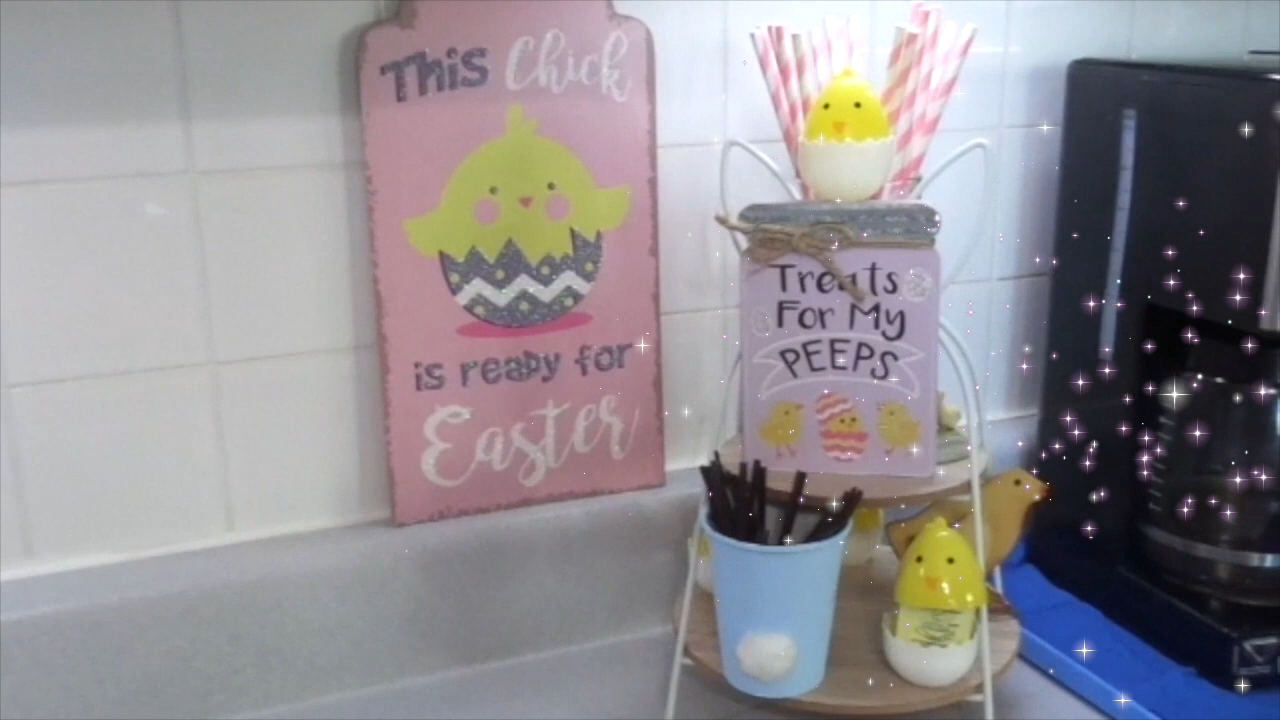 This Chick
is ready for
Easter
Treats
For My
PEEPS